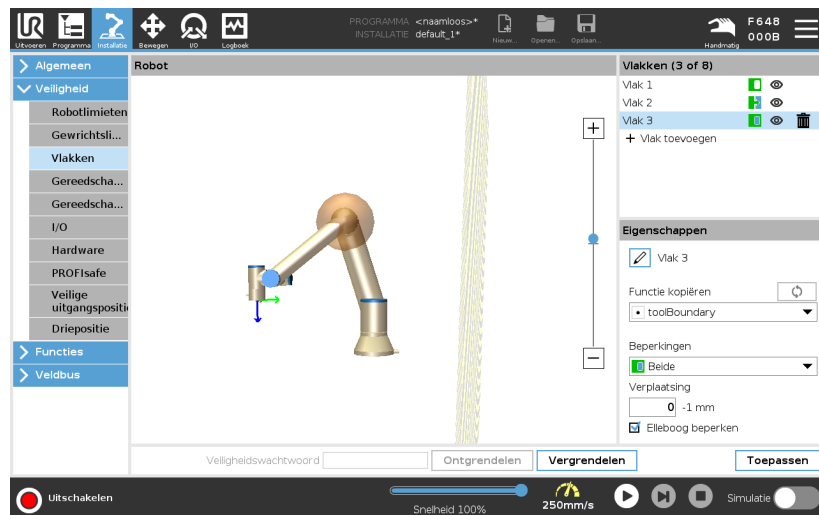 PROGRAMMA <naamloos>*
INSTALLATIE default_1*
F648
000B
Uitvoeren Programma Installatie Bewegen I/O Logboek
Nieuw... Openen... Opslaan...
Handmatig
Algemeen
Veiligheid
Robotlimieten
Gewrichtsli...
Vlakken
Gereedscha...
Gereedscha...
I/O
Hardware
PROFIsafe
Veilige
uitgangspositi
Driepositie
Functies
Veldbus
Robot
Vlakken (3 of 8)
Vlak 1
Vlak 2
Vlak 3
+ Vlak toevoegen
Eigenschappen
Vlak 3
Functie kopiëren
toolBoundary
Beperkingen
Beide
Verplaatsing
0 -1 mm
Elleboog beperken
Veiligheidswachtwoord Ontgrendelen Vergrendelen Toepassen
Uitschakelen
Snelheid 100%
250mm/s
Simulatie